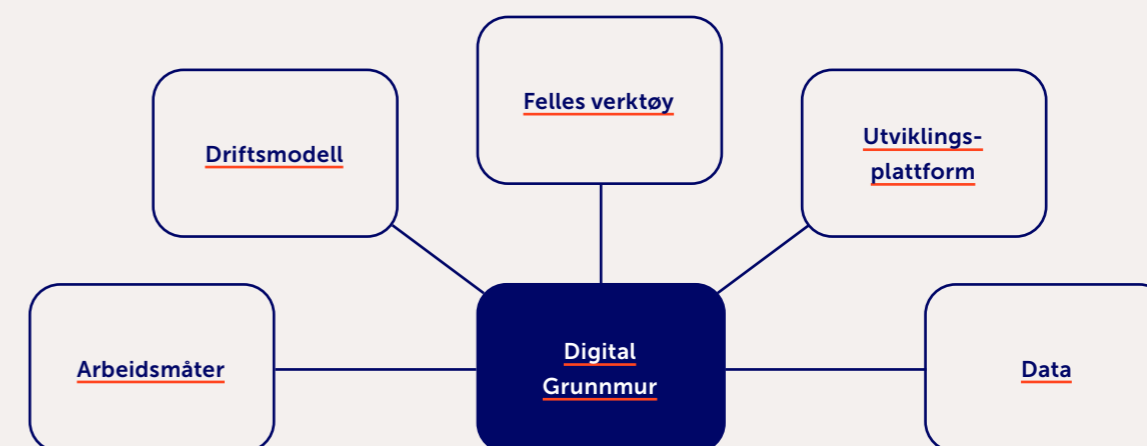 Felles verktøy
Driftsmodell
Utviklings-
plattform
Arbeidsmåter
Digital
Grunnmur
Data